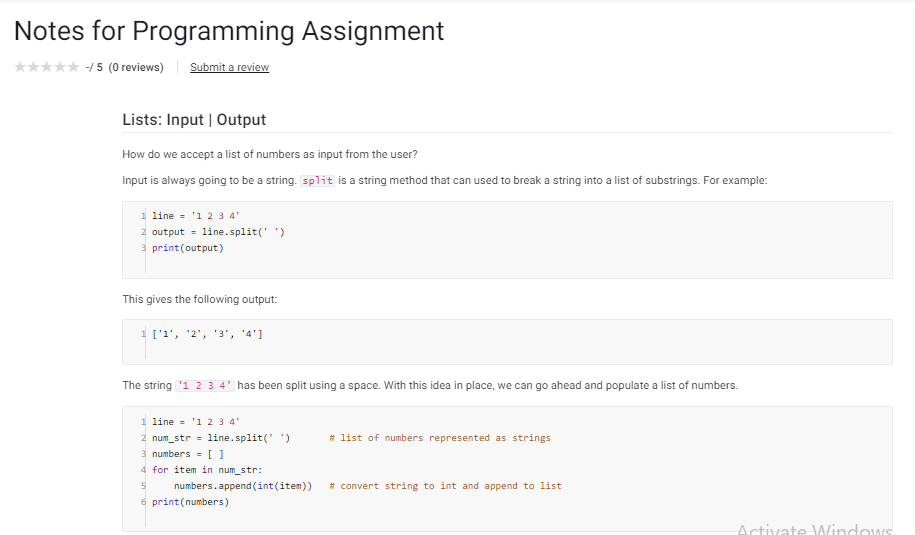 Notes for Programming Assignment
-/ 5 (0 reviews) Submit a review
Lists: Input | Output
How do we accept a list of numbers as input from the user?
Input is always going to be a string. split is a string method that can used to break a string into a list of substrings. For example:
1 line = '1 2 3 4'
2 output = line.split(' ')
3 print(output)
This gives the following output:
1 ['1', '2', '3', '4']
The string '1 2 3 4' has been split using a space. With this idea in place, we can go ahead and populate a list of numbers.
1 line = '1 2 3 4'
2 num_str = line.split(' ') # list of numbers represented as strings
3 numbers = [ ]
4 for item in num_str:
5 numbers.append(int(item)) # convert string to int and append to list
6 print(numbers)
Activate Windows